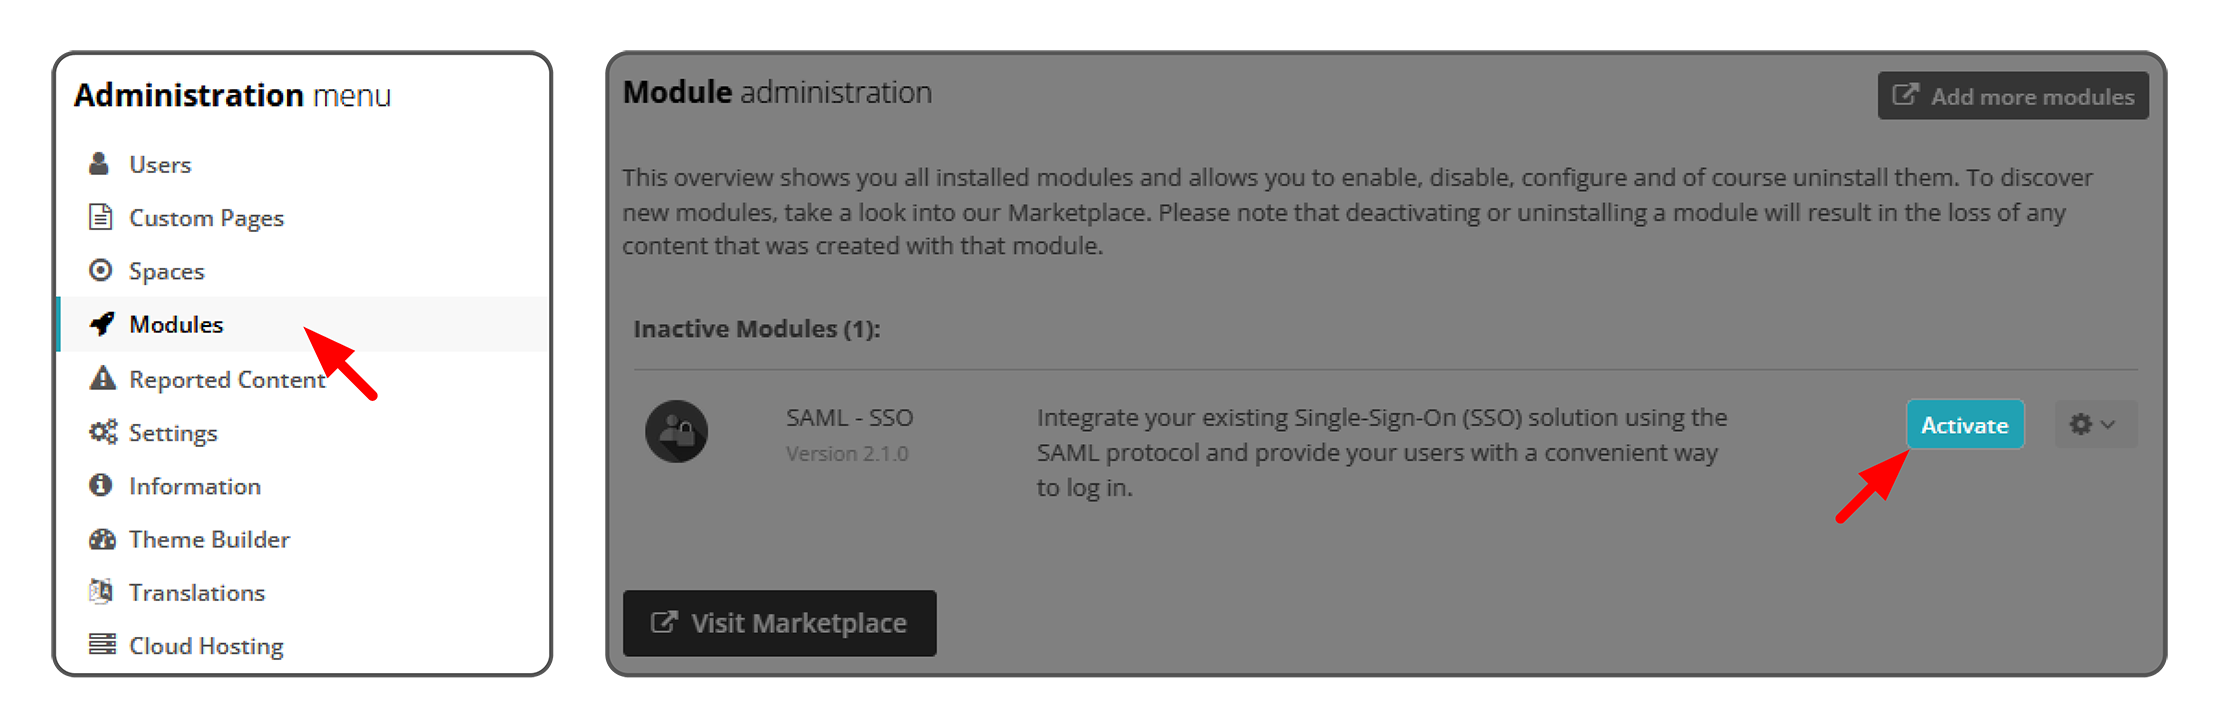 Administration menu
Users
Custom Pages
Spaces
Modules
Reported Content
Settings
Information
Theme Builder
Translations
Cloud Hosting
Module administration
Add more modules
This overview shows you all installed modules and allows you to enable, disable, configure and of course uninstall them. To discover
new modules, take a look into our Marketplace. Please note that deactivating or uninstalling a module will result in the loss of any
content that was created with that module.
Inactive Modules (1):
SAML - SSO
Version 2.1.0
Integrate your existing Single-Sign-On (SSO) solution using the
SAML protocol and provide your users with a convenient way
to log in.
Activate
Visit Marketplace